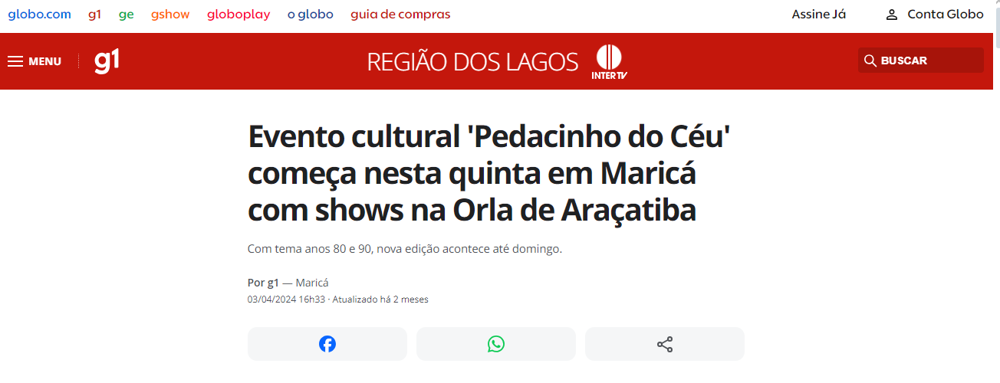 globo.com g1 ge gshow globoplay o globo guia de compras Assine Já Conta Globo
MENU g1 REGIÃO DOS LAGOS INTER TV BUSCAR
Evento cultural 'Pedacinho do Céu'
começa nesta quinta em Maricá
com shows na Orla de Araçatiba
Com tema anos 80 e 90, nova edição acontece até domingo.
Por g1 — Maricá
03/04/2024 16h33 · Atualizado há 2 meses